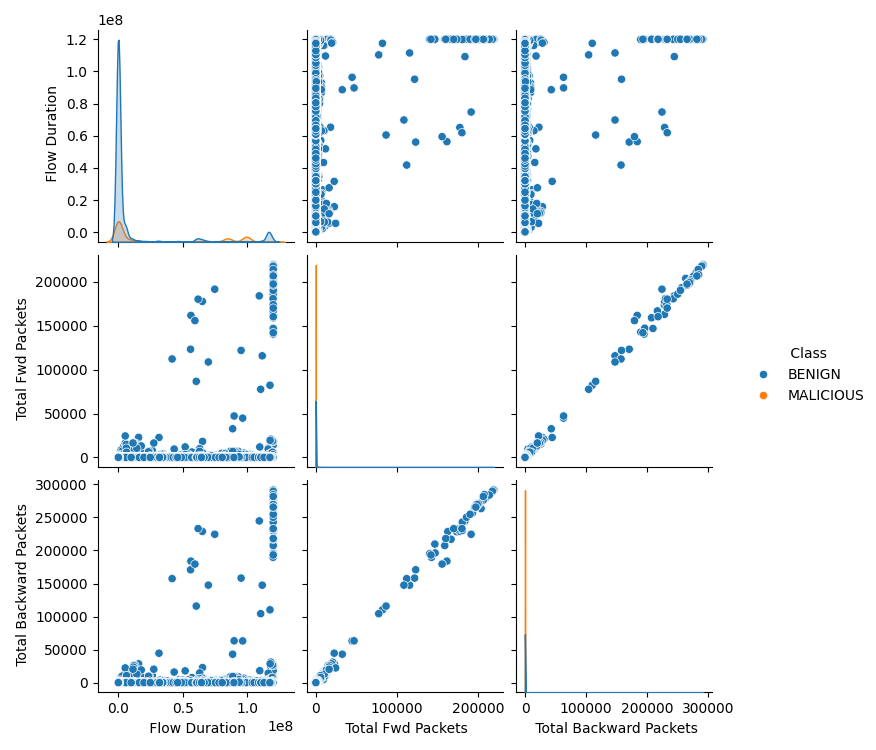 1e8
1.2
1.0
0.8
0.6
0.4
0.2
0.0
Flow Duration
200000
150000
100000
50000
0
Total Fwd Packets
300000
250000
200000
150000
100000
50000
0
Total Backward Packets
0.0 0.5 1.0
1e8
Flow Duration
0 100000 200000
Total Fwd Packets
0 100000 200000 300000
Total Backward Packets
Class
BENIGN
MALICIOUS